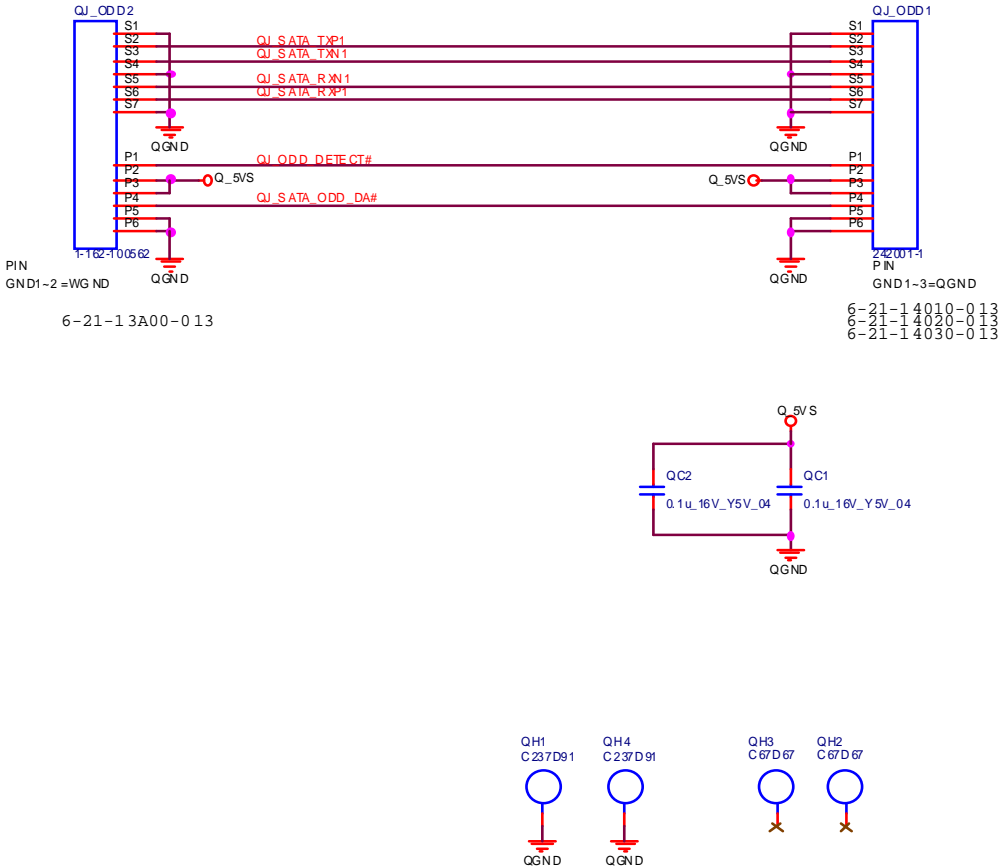 QJ_ODD2
S1
S2
S3
S4
S5
S6
S7
P1
P2
P3
P4
P5
P6
1-162-100562
PIN
GND1~2=WGND
6-21-13A00-013
QJ_SATA_TXP1
QJ_SATA_TXN1
QJ_SATA_RXN1
QJ_SATA_RXP1
QGND
QJ_ODD_DETECT#
Q_5VS
QJ_SATA_ODD_DA#
QGND
QJ_ODD1
S1
S2
S3
S4
S5
S6
S7
QGND
P1
P2
P3
P4
P5
P6
Q_5VS
QGND
242001-1
PIN
GND1~3=QGND
6-21-14010-013
6-21-14020-013
6-21-14030-013
Q_5VS
QC2
0.1u_16V_Y5V_04
QC1
0.1u_16V_Y5V_04
QGND
QH1
C237D91
QGND
QH4
C237D91
QGND
QH3
C67D67
QH2
C67D67